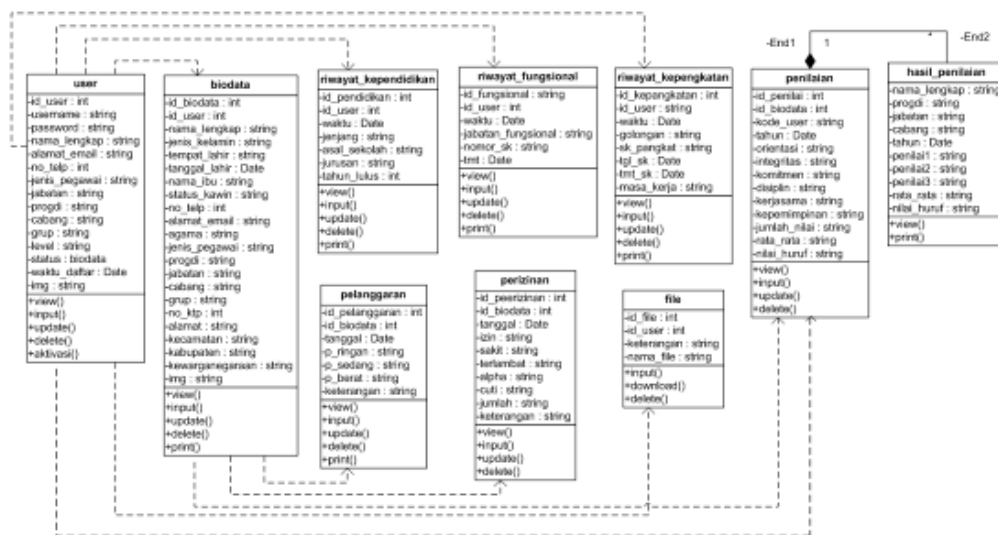 -End1
1
*
-End2
user
-id_user : int
-username : string
-password : string
-nama_lengkap : string
-alamat_email : string
-no_telp : int
-jenis_pegawai : string
-jabatan : string
-progdi : string
-cabang : string
-grup : string
-level : string
-status : biodata
-waktu_daftar : Date
-img : string
+view()
+input()
+update()
+delete()
+aktivasi()
biodata
-id_biodata : int
-id_user : int
-nama_lengkap : string
-jenis_kelamin : string
-tempat_lahir : string
-tanggal_lahir : Date
-nama_ibu : string
-status_kawin : string
-no_telp : int
-alamat_email : string
-agama : string
-jenis_pegawai : string
-progdi : string
-jabatan : string
-cabang : string
-grup : string
-no_ktp : int
-alamat : string
-kecamatan : string
-kabupaten : string
-kewarganegaraan : string
-img : string
+view()
+input()
+update()
+delete()
+print()
riwayat_kependidikan
-id_pendidikan : int
-id_user : int
-waktu : Date
-jenjang : string
-asal_sekolah : string
-jurusan : string
-tahun_lulus : int
+view()
+input()
+update()
+delete()
+print()
riwayat_fungsional
-id_fungsional : string
-id_user : int
-waktu : Date
-jabatan_fungsional : string
-nomor_sk : string
-tmt : Date
+view()
+input()
+update()
+delete()
+print()
riwayat_kepengkatan
-id_kepangkatan : int
-id_user : string
-waktu : Date
-golongan : string
-sk_pangkat : string
-tgl_sk : Date
-tmt_sk : Date
-masa_kerja : string
+view()
+input()
+update()
+delete()
+print()
penilaian
-id_penilai : int
-id_biodata : int
-kode_user : string
-tahun : Date
-orientasi : string
-integritas : string
-komitmen : string
-disiplin : string
-kerjasama : string
-kepemimpinan : string
-jumlah_nilai : string
-rata_rata : string
-nilai_huruf : string
+view()
+input()
+update()
+delete()
hasil_penilaian
-nama_lengkap : string
-progdi : string
-jabatan : string
-cabang : string
-tahun : Date
-penilai1 : string
-penilai2 : string
-penilai3 : string
-rata_rata : string
-nilai_huruf : string
+view()
+print()
pelanggaran
-id_pelanggaran : int
-id_biodata : int
-tanggal : Date
-p_ringan : string
-p_sedang : string
-p_berat : string
-keterangan : string
+view()
+input()
+update()
+delete()
+print()
perizinan
-id_peerizinan : int
-id_biodata : int
-tanggal : Date
-izin : string
-sakit : string
-terlambat : string
-alpha : string
-cuti : string
-jumlah : string
-keterangan : string
+view()
+input()
+update()
+delete()
file
-id_file : int
-id_user : int
-keterangan : string
-nama_file : string
+input()
+download()
+delete()